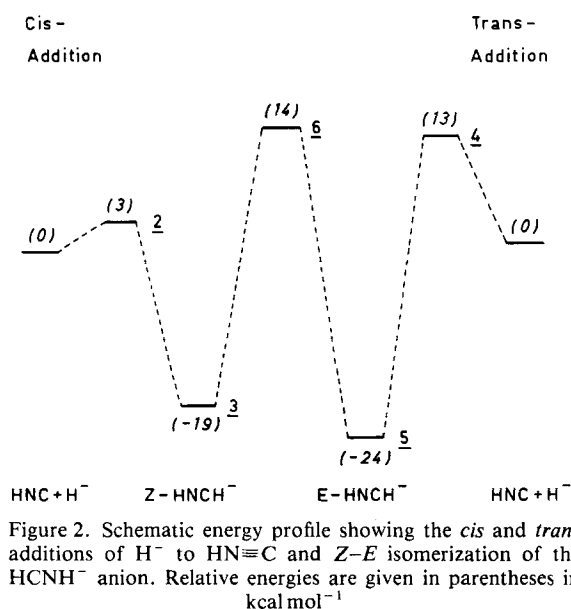 Cis-
Addition
Trans-
Addition
(14)
6
(13)
4
(3)
2
(0)
(0)
3
(-19)
5
(-24)
HNC + H⁻
Z-HNCH⁻
E-HNCH⁻
HNC + H⁻
Figure 2. Schematic energy profile showing the cis and tran
additions of H⁻ to HN≡C and Z–E isomerization of th
HCNH⁻ anion. Relative energies are given in parentheses i
kcal mol⁻¹